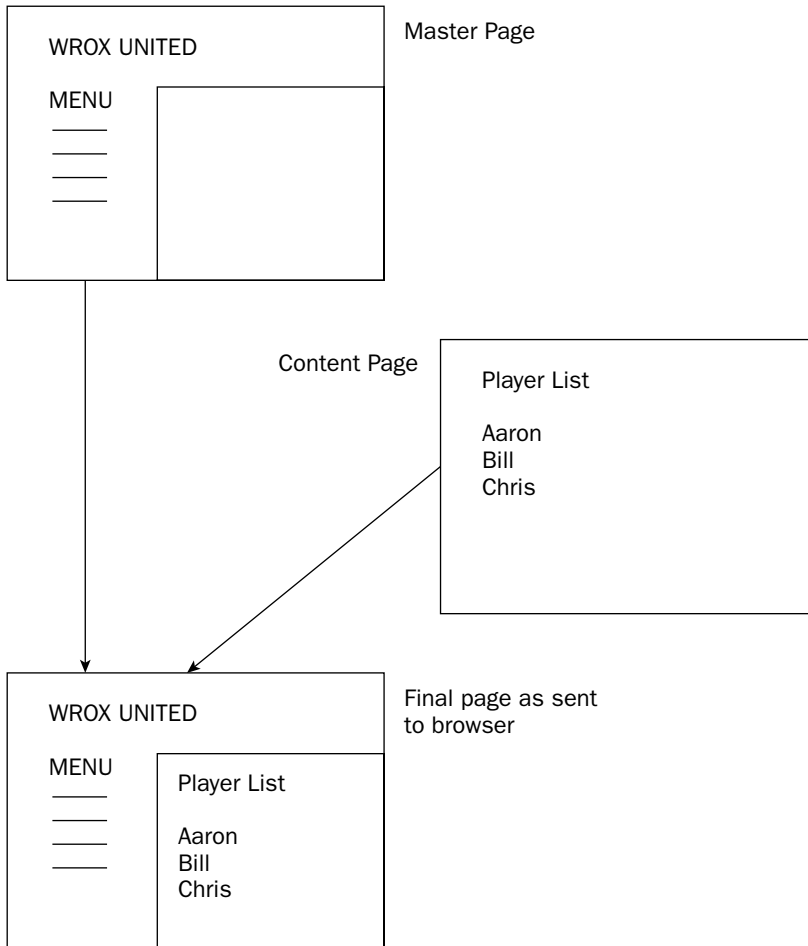 WROX UNITED
MENU
Master Page
Content Page
Player List
Aaron
Bill
Chris
WROX UNITED
MENU
Player List
Aaron
Bill
Chris
Final page as sent
to browser